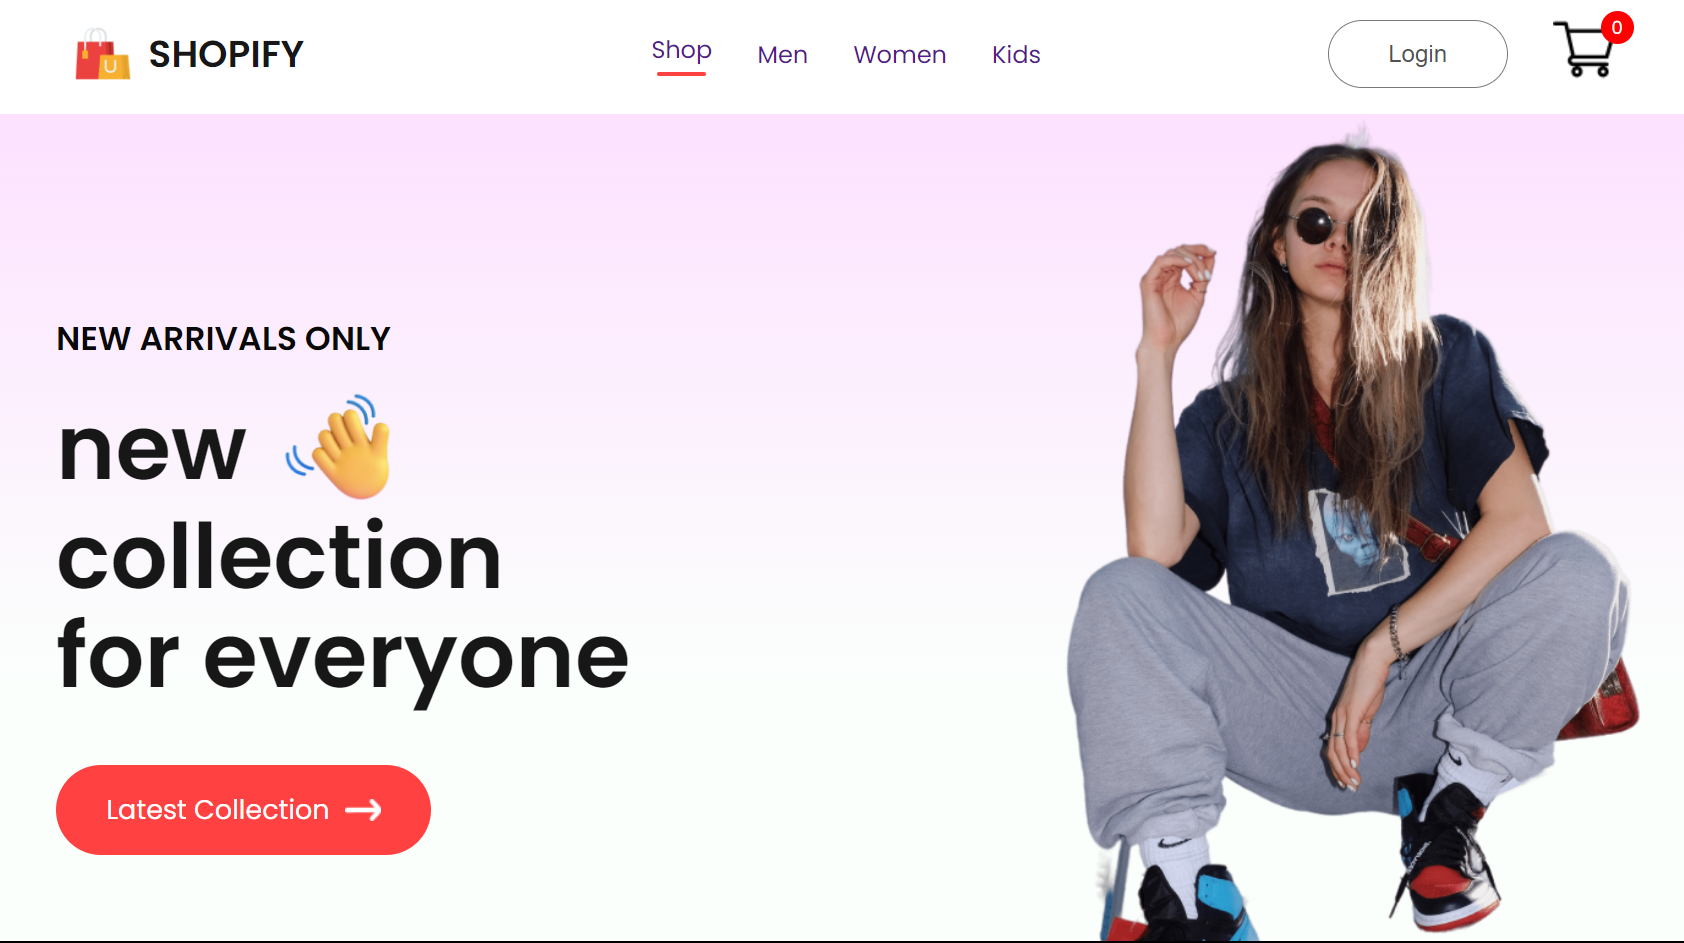 SHOPIFY
Shop
Men
Women
Kids
Login
0
NEW ARRIVALS ONLY
new
collection
for everyone
Latest Collection